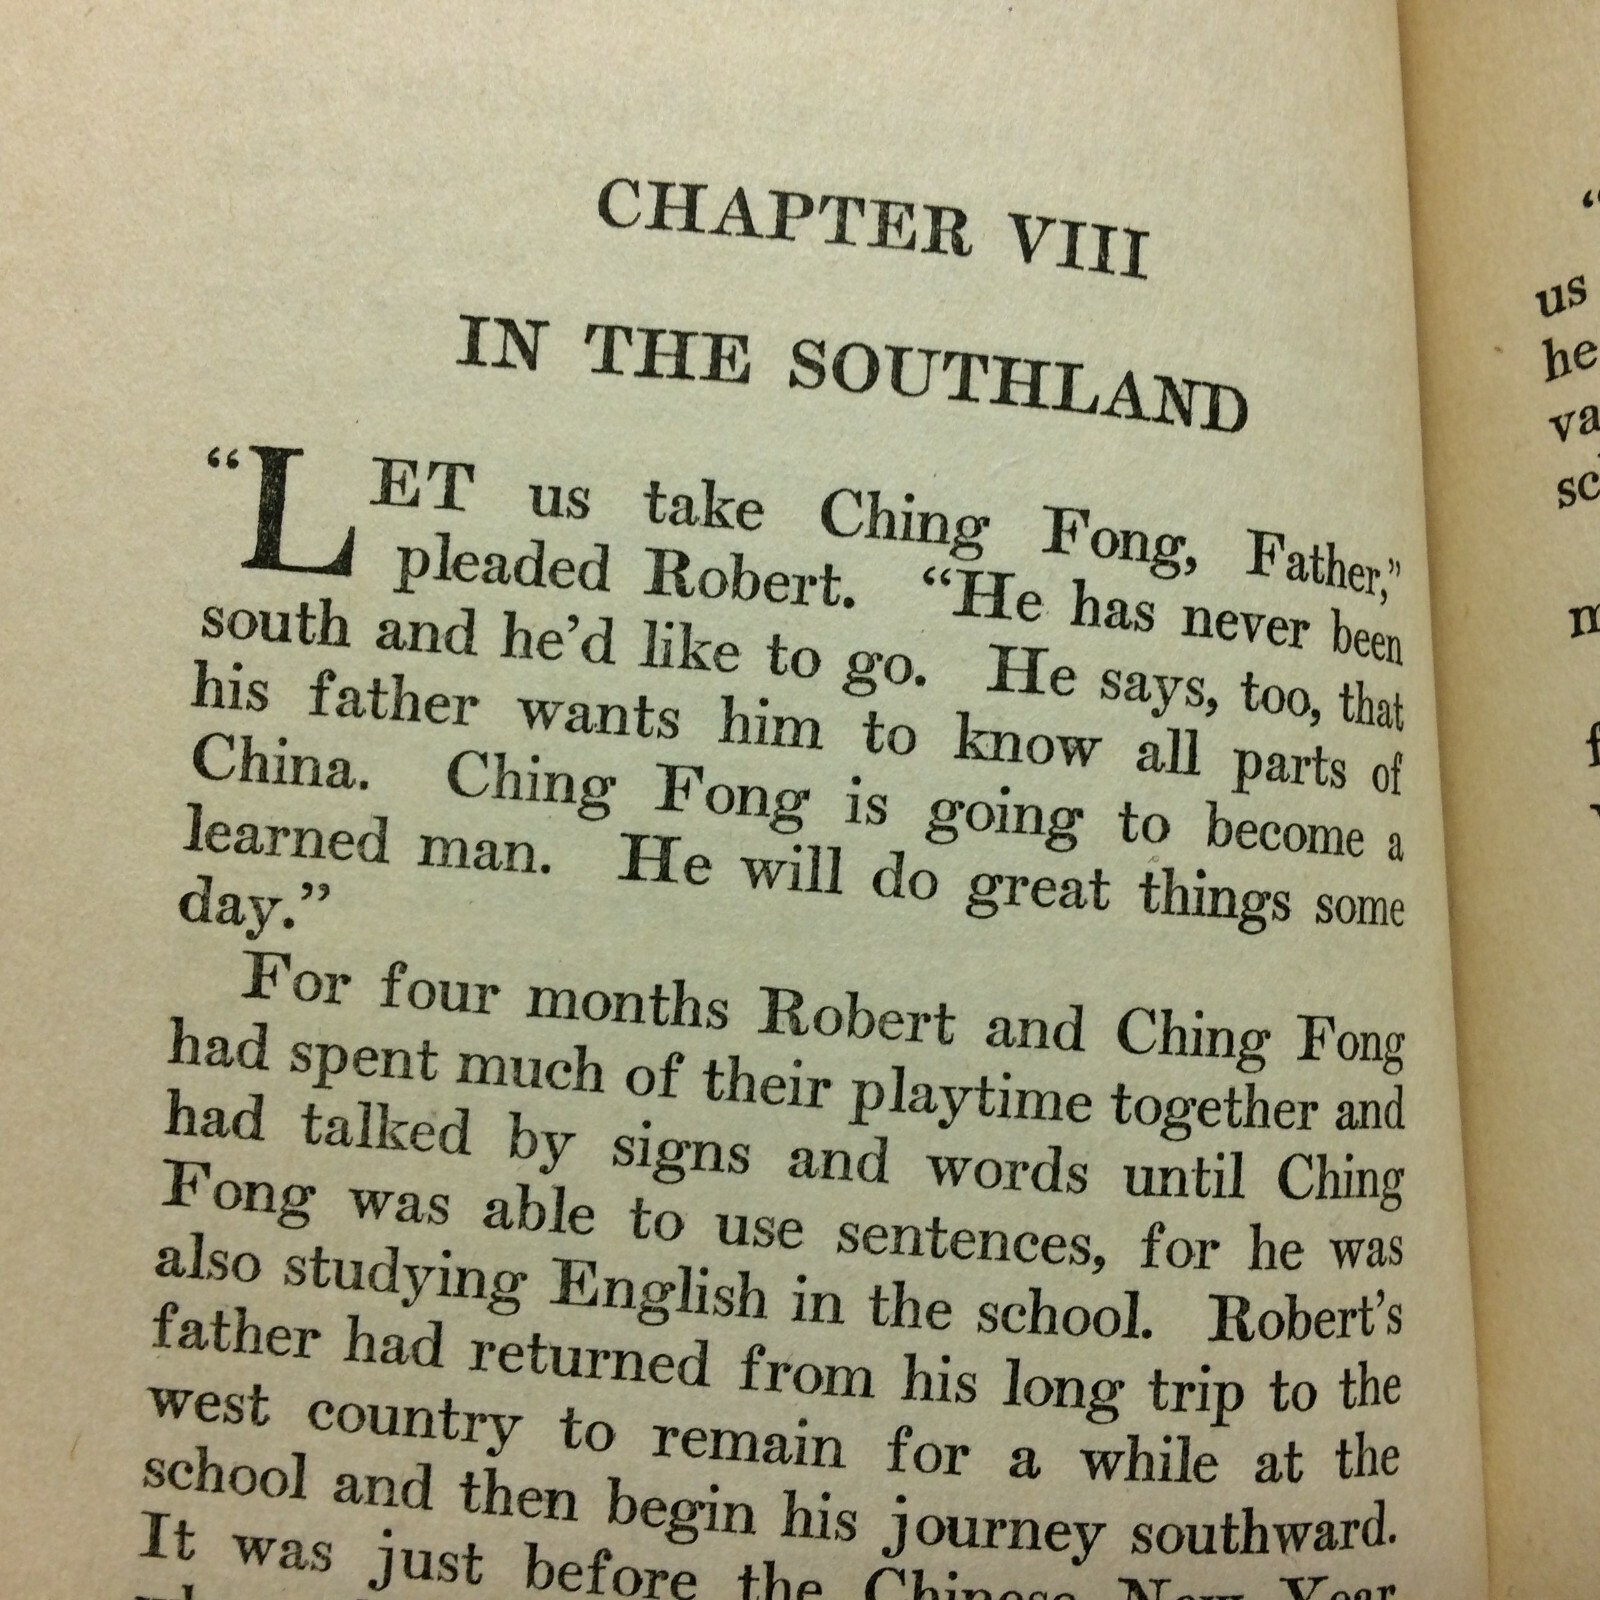 CHAPTER VIII
IN THE SOUTHLAND
“LET us take Ching Fong, Father,”
pleaded Robert. “He has never been
south and he’d like to go. He says, too, that
his father wants him to know all parts of
China. Ching Fong is going to become a
learned man. He will do great things some
day.”
For four months Robert and Ching Fong
had spent much of their playtime together and
had talked by signs and words until Ching
Fong was able to use sentences, for he was
also studying English in the school. Robert’s
father had returned from his long trip to the
west country to remain for a while at the
school and then begin his journey southward.
It was just before the Chinese New Year
us
he